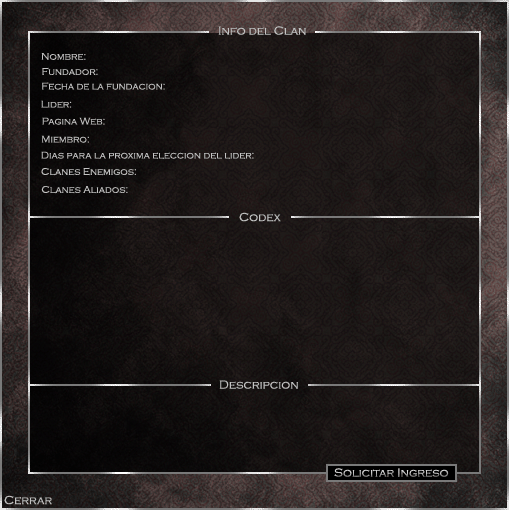 Info del Clan
Nombre:
Fundador:
Fecha de la fundacion:
Lider:
Pagina Web:
Miembro:
Dias para la proxima eleccion del lider:
Clanes Enemigos:
Clanes Aliados:
Codex
Descripcion
Solicitar Ingreso
Cerrar